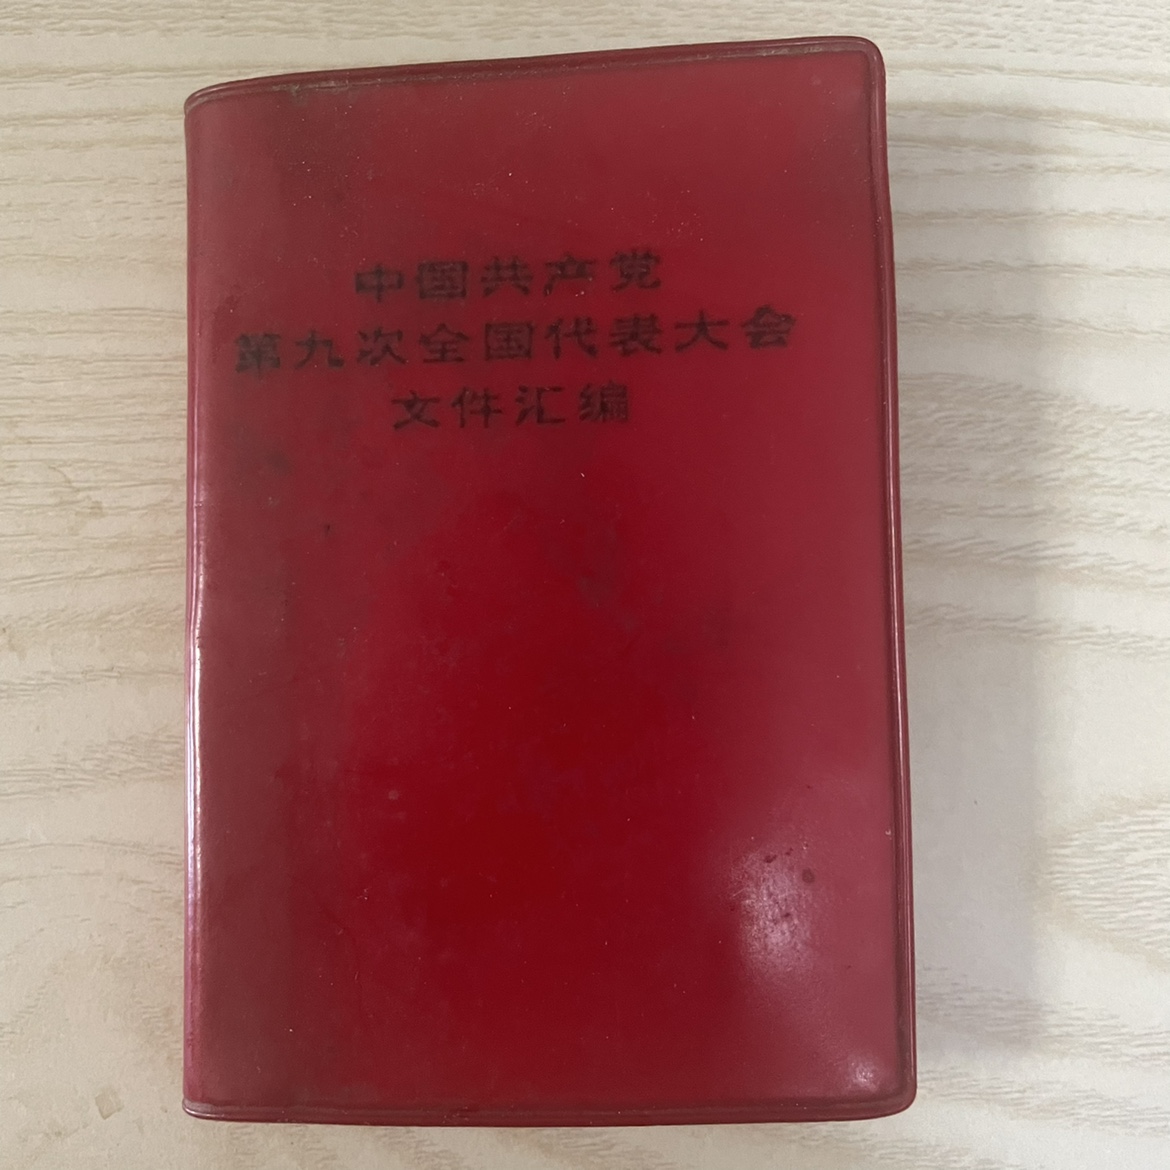 中国共产党
第九次全国代表大会
文件汇编